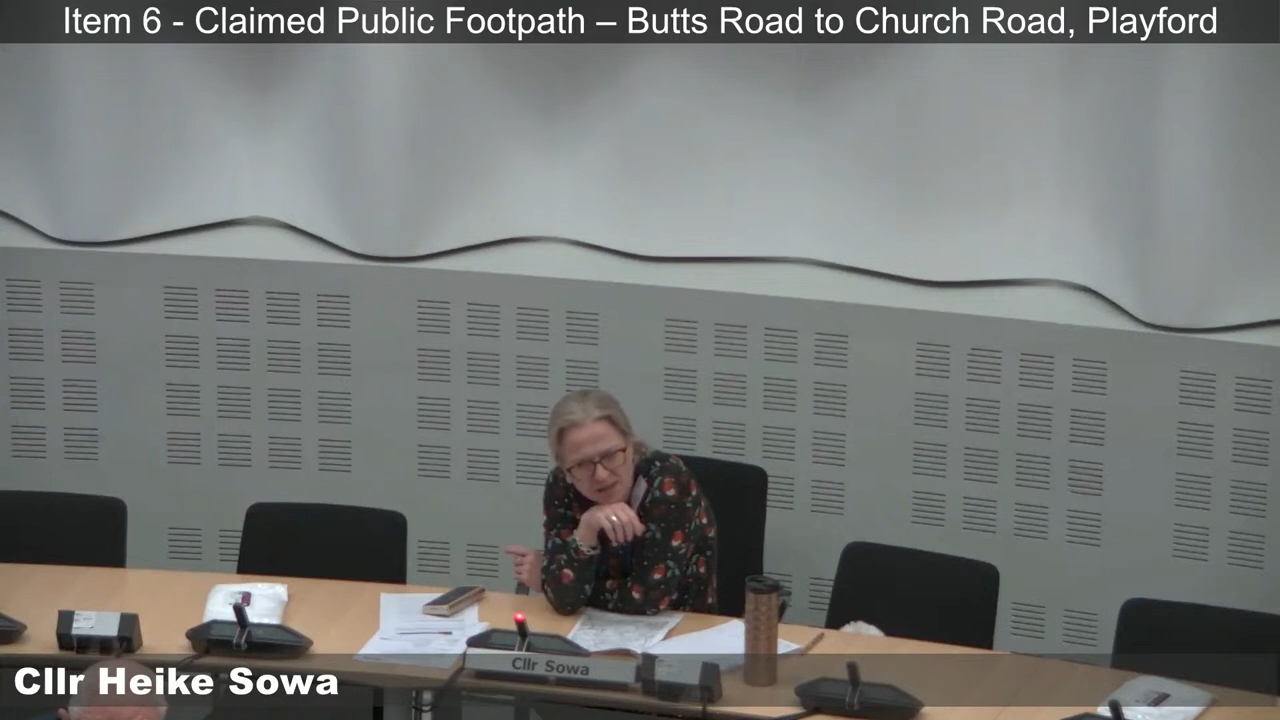 Item 6 - Claimed Public Footpath – Butts Road to Church Road, Playford
Cllr Sowa
Cllr Heike Sowa